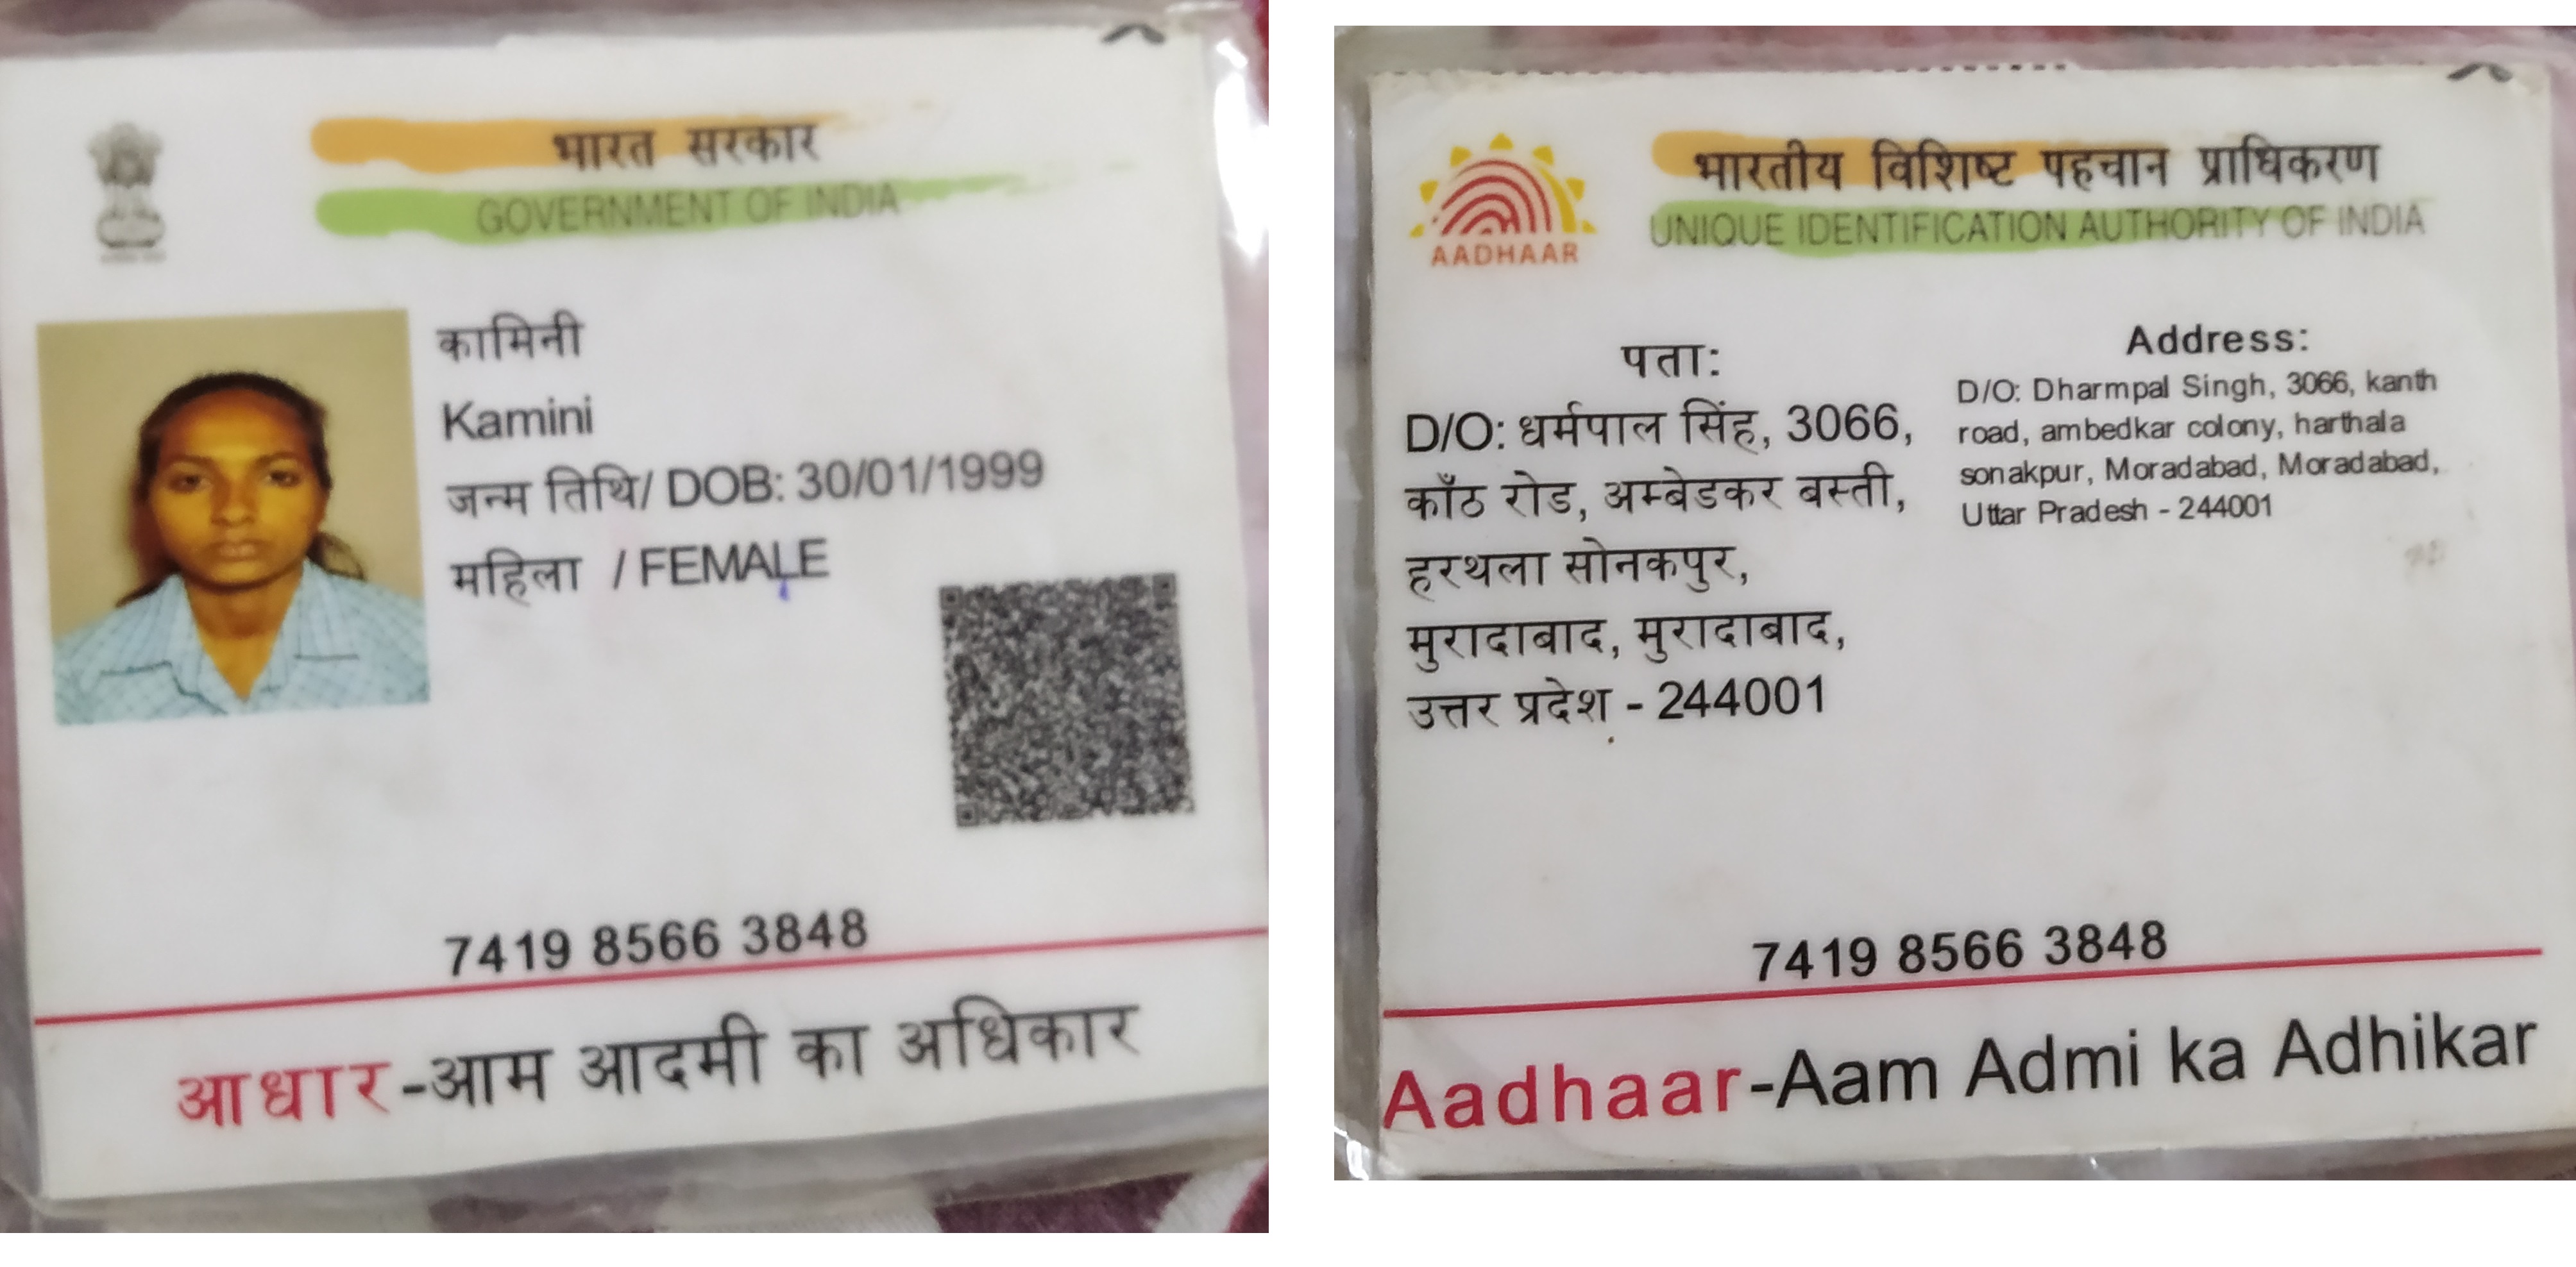 भारत सरकार
GOVERNMENT OF INDIA
कामिनी
Kamini
जन्म तिथि/ DOB: 30/01/1999
महिला / FEMALE
7419 8566 3848
आधार-आम आदमी का अधिकार
भारतीय विशिष्ट पहचान प्राधिकरण
UNIQUE IDENTIFICATION AUTHORITY OF INDIA
AADHAAR
पता:
D/O: धर्मपाल सिंह, 3066,
काँठ रोड, अम्बेडकर बस्ती,
हरथला सोनकपुर,
मुरादाबाद, मुरादाबाद,
उत्तर प्रदेश - 244001
Address:
D/O: Dharmpal Singh, 3066, kanth
road, ambedkar colony, harthala
sonakpur, Moradabad, Moradabad,
Uttar Pradesh - 244001
7419 8566 3848
Aadhaar-Aam Admi ka Adhikar